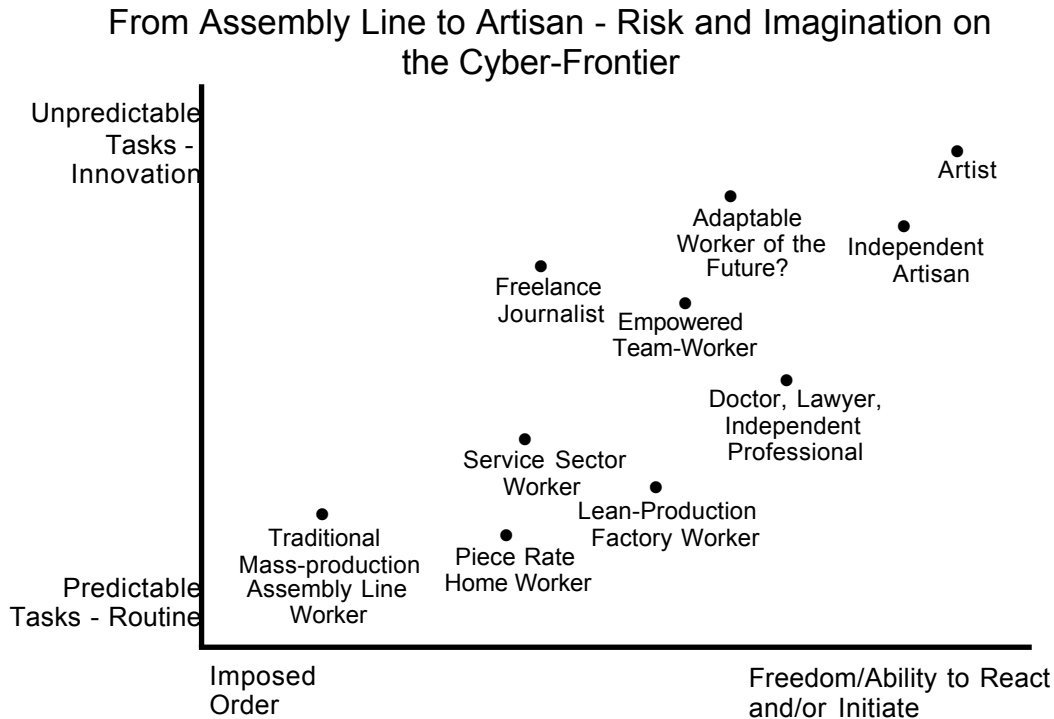 From Assembly Line to Artisan - Risk and Imagination on
the Cyber-Frontier
Unpredictable
Tasks -
Innovation
Artist
Adaptable
Worker of the
Future?
Independent
Artisan
Freelance
Journalist
Empowered
Team-Worker
Doctor, Lawyer,
Independent
Professional
Service Sector
Worker
Lean-Production
Factory Worker
Traditional
Mass-production
Assembly Line
Worker
Piece Rate
Home Worker
Predictable
Tasks - Routine
Imposed
Order
Freedom/Ability to React
and/or Initiate